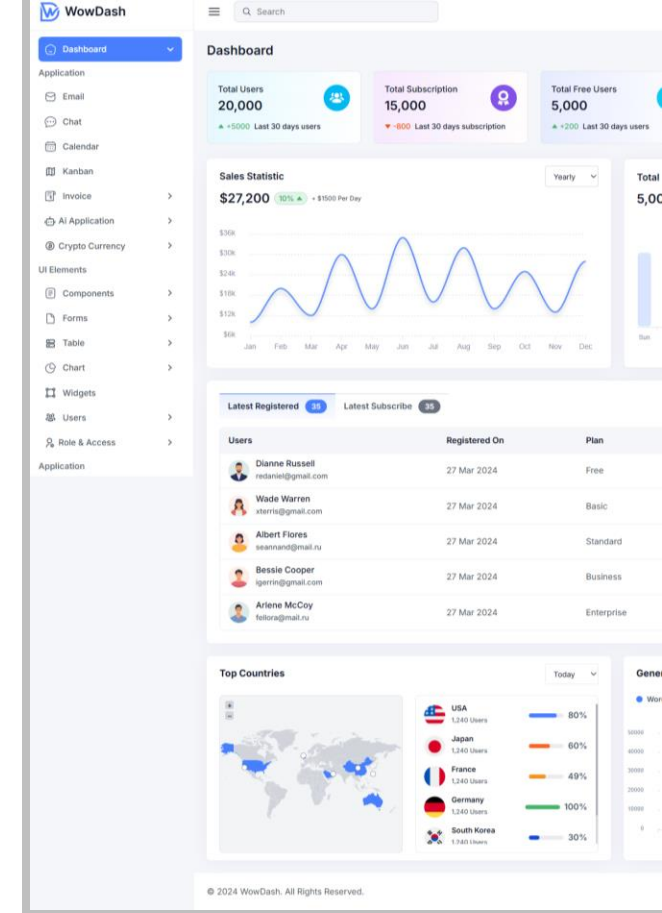 WowDash
Search
Dashboard
Application
Email
Chat
Calendar
Kanban
Invoice
Ai Application
Crypto Currency
UI Elements
Components
Forms
Table
Chart
Widgets
Users
Role & Access
Application
Dashboard
Total Users
20,000
+5000 Last 30 days users
Total Subscription
15,000
-800 Last 30 days subscription
Total Free Users
5,000
+200 Last 30 days users
Sales Statistic
Yearly
$27,200 10% + $1500 Per Day
$36k
$30k
$24k
$18k
$12k
$6k
Jan Feb Mar Apr May Jun Jul Aug Sep Oct Nov Dec
Total
5,00
Sun
Latest Registered 35 Latest Subscribe 35
Users Registered On Plan
Dianne Russell
redaniel@gmail.com
27 Mar 2024 Free
Wade Warren
xterris@gmail.com
27 Mar 2024 Basic
Albert Flores
seannand@mail.ru
27 Mar 2024 Standard
Bessie Cooper
igerrin@gmail.com
27 Mar 2024 Business
Arlene McCoy
fellora@mail.ru
27 Mar 2024 Enterprise
Top Countries
Today
+
−
USA
1,240 Users
80%
Japan
1,240 Users
60%
France
1,240 Users
49%
Germany
1,240 Users
100%
South Korea
1,240 Users
30%
Gener
Wor
50000
40000
30000
20000
10000
0
© 2024 WowDash. All Rights Reserved.